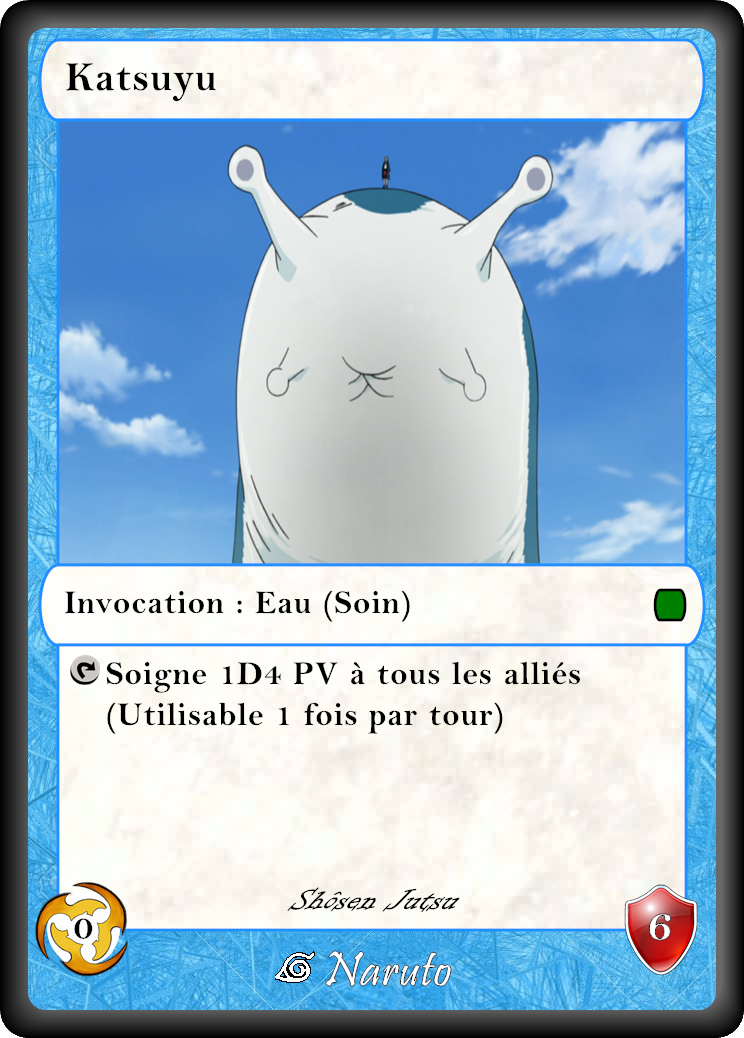 Katsuyu
Invocation : Eau (Soin)
Soigne 1D4 PV à tous les alliés
(Utilisable 1 fois par tour)
Shôsen Jutsu
0
6
Naruto